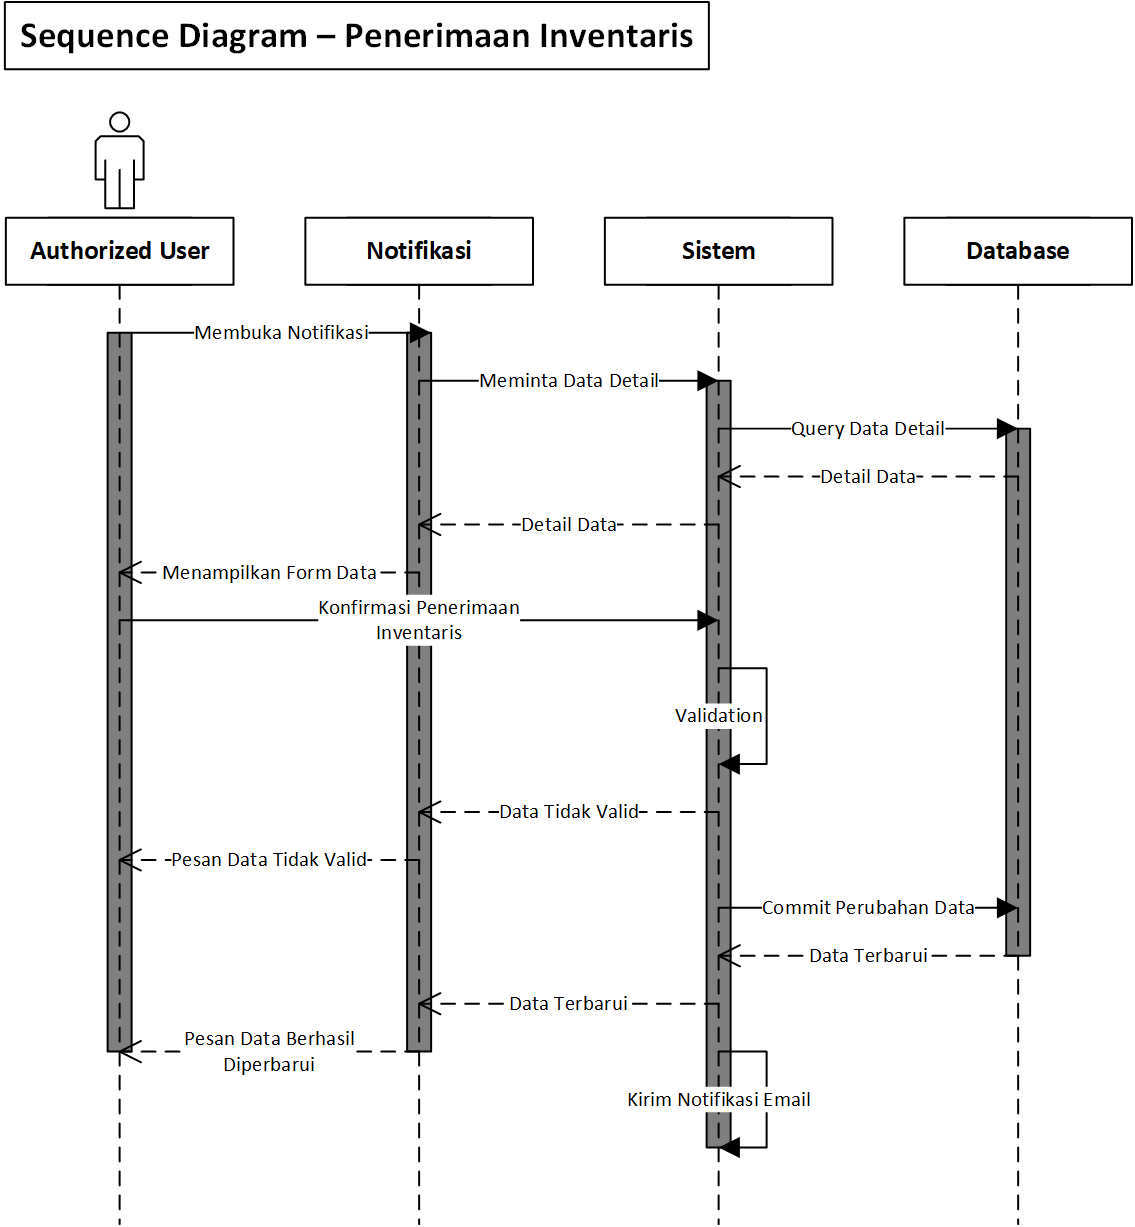 Sequence Diagram – Penerimaan Inventaris
Authorized User
Notifikasi
Sistem
Database
Membuka Notifikasi
Meminta Data Detail
Query Data Detail
Detail Data
Detail Data
Menampilkan Form Data
Konfirmasi Penerimaan
Inventaris
Validation
Data Tidak Valid
Pesan Data Tidak Valid
Commit Perubahan Data
Data Terbarui
Data Terbarui
Pesan Data Berhasil
Diperbarui
Kirim Notifikasi Email